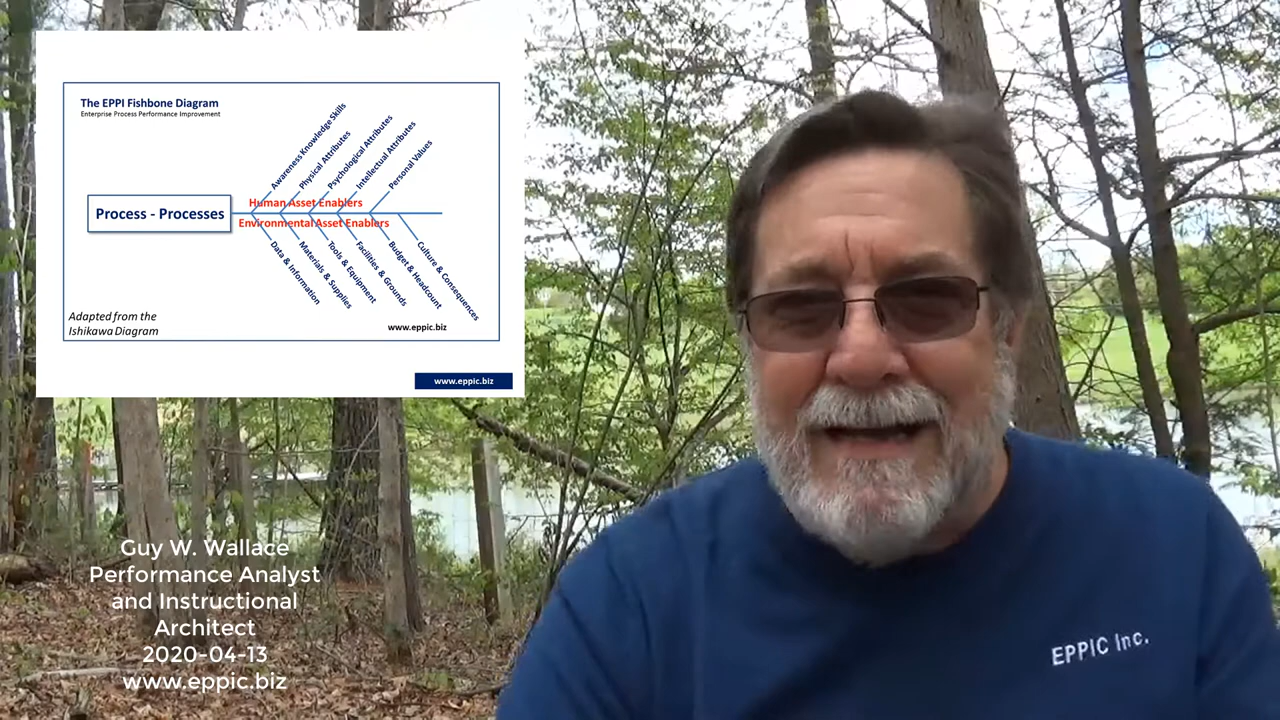 The EPPI Fishbone Diagram
Enterprise Process Performance Improvement
Awareness Knowledge Skills
Physical Attributes
Psychological Attributes
Intellectual Attributes
Personal Values
Human Asset Enablers
Process - Processes
Environmental Asset Enablers
Data & Information
Materials & Supplies
Tools & Equipment
Facilities & Grounds
Budget & Headcount
Culture & Consequences
Adapted from the
Ishikawa Diagram
www.eppic.biz
www.eppic.biz
Guy W. Wallace
Performance Analyst
and Instructional
Architect
2020-04-13
www.eppic.biz
EPPIC Inc.